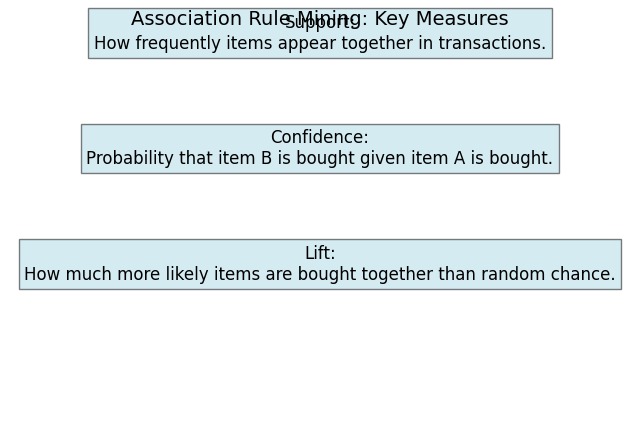 Association Rule Mining: Key Measures
Support:
How frequently items appear together in transactions.
Confidence:
Probability that item B is bought given item A is bought.
Lift:
How much more likely items are bought together than random chance.